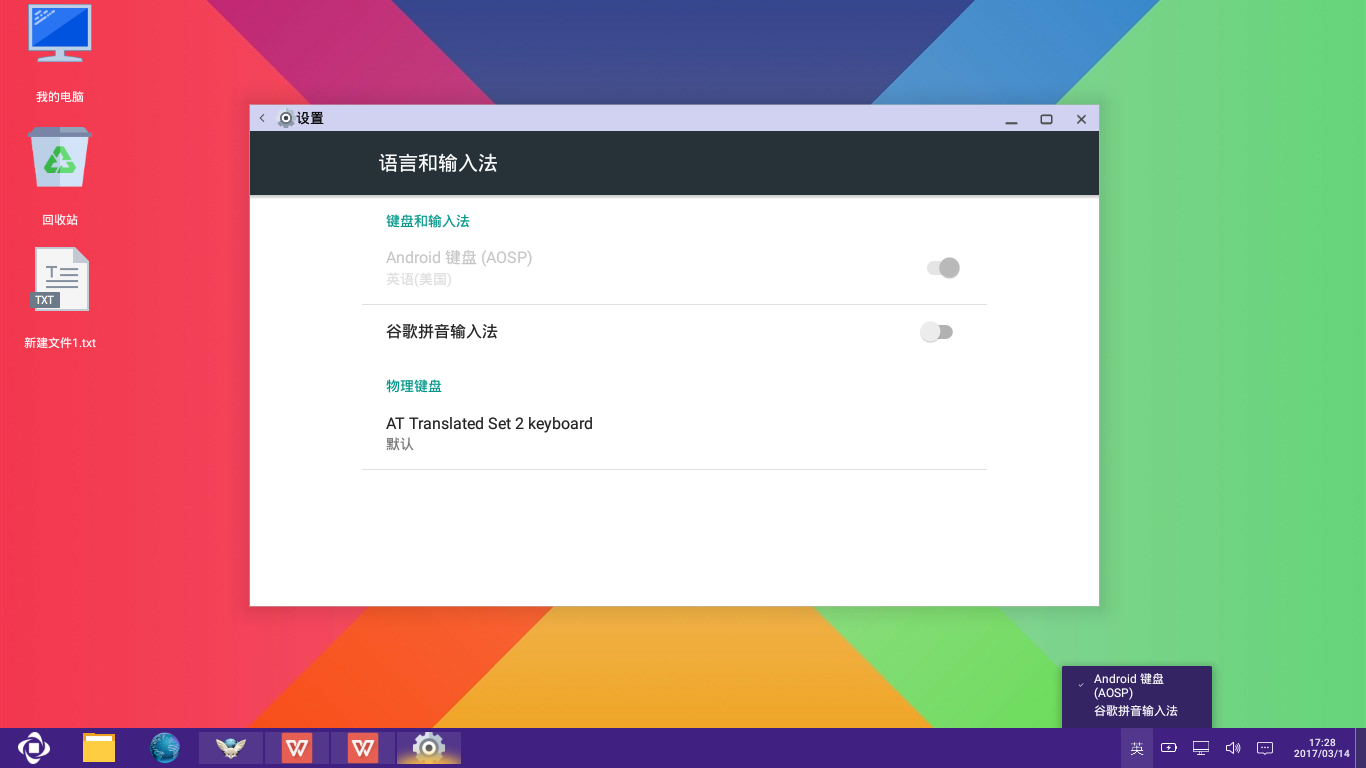 我的电脑
回收站
TXT
新建文件1.txt
设置
语言和输入法
键盘和输入法
Android 键盘 (AOSP)
英语(美国)
谷歌拼音输入法
物理键盘
AT Translated Set 2 keyboard
默认
Android 键盘
(AOSP)
谷歌拼音输入法
英
17:28
2017/03/14